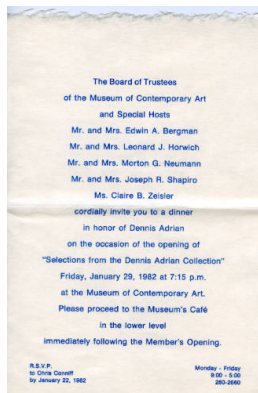 The Board of Trustees
of the Museum of Contemporary Art
and Special Hosts
Mr. and Mrs. Edwin A. Bergman
Mr. and Mrs. Leonard J. Horwich
Mr. and Mrs. Morton G. Neumann
Mr. and Mrs. Joseph R. Shapiro
Ms. Claire B. Zeisler
cordially invite you to a dinner
in honor of Dennis Adrian
on the occasion of the opening of
"Selections from the Dennis Adrian Collection"
Friday, January 29, 1982 at 7:15 p.m.
at the Museum of Contemporary Art.
Please proceed to the Museum's Café
in the lower level
immediately following the Member's Opening.
R.S.V.P.
to Chris Conniff
by January 22, 1982
Monday - Friday
9:00 - 5:00
280-2660